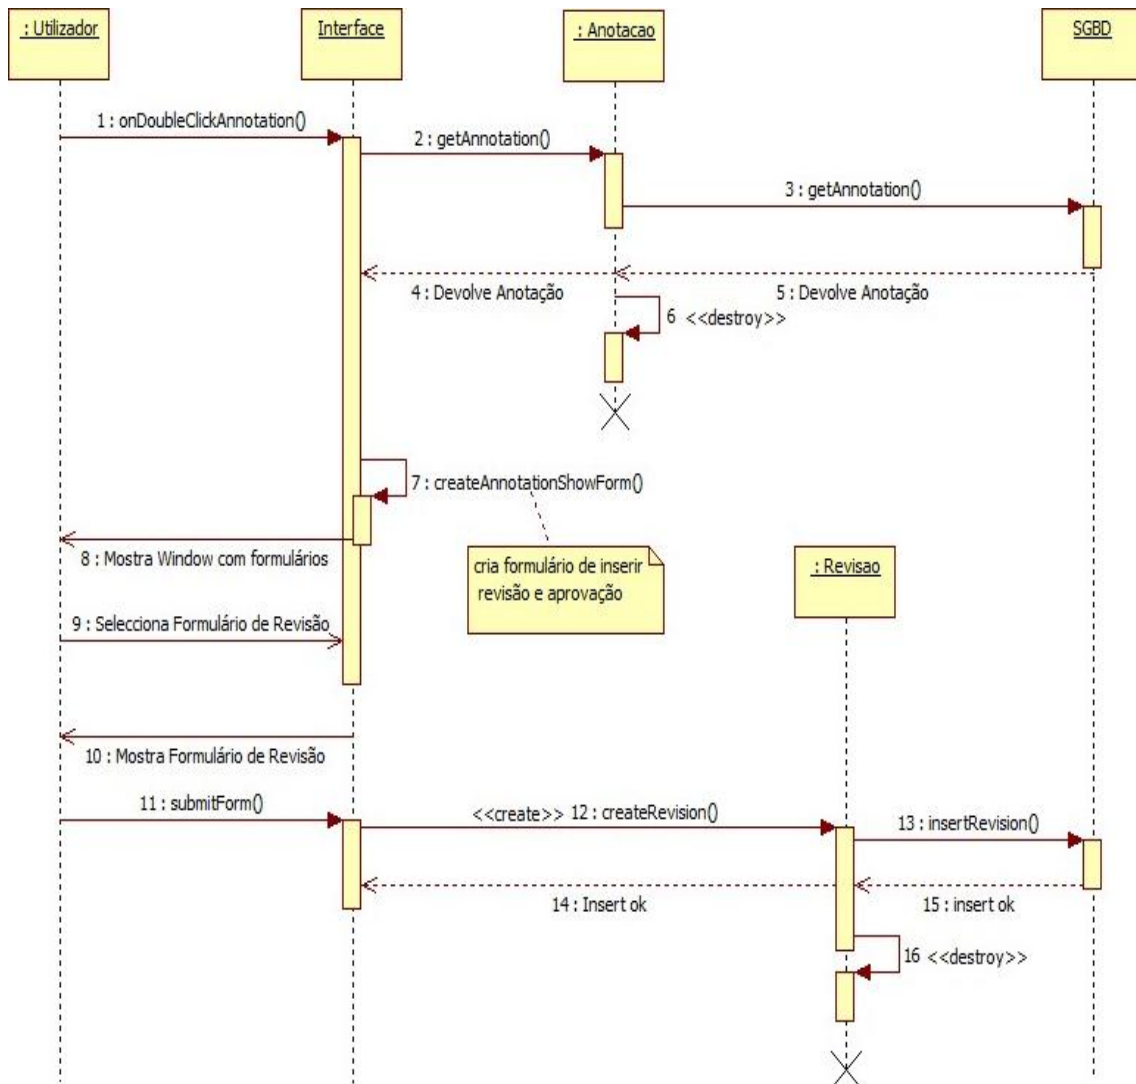 : Utilizador
Interface
: Anotacao
SGBD
1 : onDoubleClickAnnotation()
2 : getAnnotation()
3 : getAnnotation()
4 : Devolve Anotação
5 : Devolve Anotação
6 <<destroy>>
7 : createAnnotationShowForm()
8 : Mostra Window com formulários
cria formulário de inserir
revisão e aprovação
: Revisao
9 : Selecciona Formulário de Revisão
10 : Mostra Formulário de Revisão
11 : submitForm()
<<create>> 12 : createRevision()
13 : insertRevision()
14 : Insert ok
15 : insert ok
16 <<destroy>>